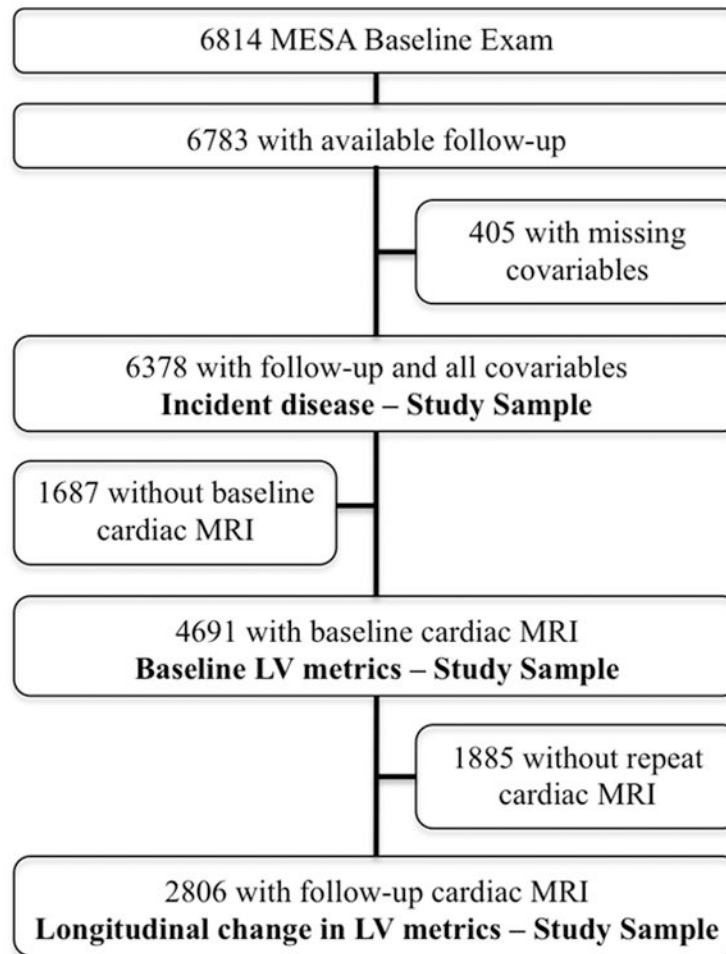 6814 MESA Baseline Exam
6783 with available follow-up
405 with missing
covariables
6378 with follow-up and all covariables
Incident disease – Study Sample
1687 without baseline
cardiac MRI
4691 with baseline cardiac MRI
Baseline LV metrics – Study Sample
1885 without repeat
cardiac MRI
2806 with follow-up cardiac MRI
Longitudinal change in LV metrics – Study Sample